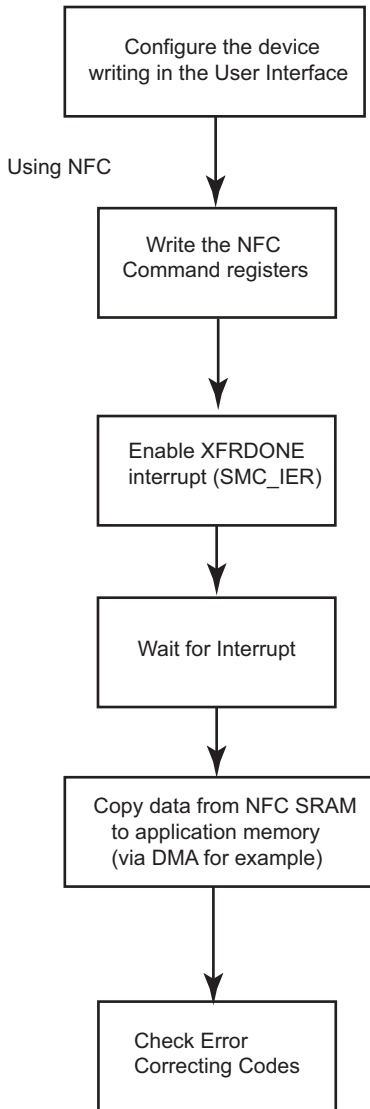 Configure the device
writing in the User Interface
Using NFC
Write the NFC
Command registers
Enable XFRDONE
interrupt (SMC_IER)
Wait for Interrupt
Copy data from NFC SRAM
to application memory
(via DMA for example)
Check Error
Correcting Codes